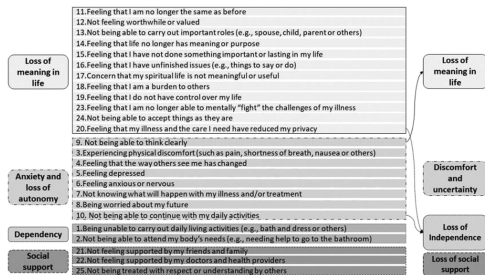 Loss of
meaning in
life
Anxiety and
loss of
autonomy
Dependency
Social
support
11.Feeling that I am no longer the same as before
12.Not feeling worthwhile or valued
13.Not being able to carry out important roles (e.g., spouse, child, parent or others)
14.Feeling that life no longer has meaning or purpose
15.Feeling that I have not done something important or lasting in my life
16.Feeling that I have unfinished issues (e.g., things to say or do)
17.Concern that my spiritual life is not meaningful or useful
18.Feeling that I am a burden to others
19.Feeling that I do not have control over my life
23.Feeling that I am no longer able to mentally “fight” the challenges of my illness
24.Not being able to accept things as they are
20.Feeling that my illness and the care I need have reduced my privacy
9. Not being able to think clearly
3.Experiencing physical discomfort (such as pain, shortness of breath, nausea or others)
4.Feeling that the way others see me has changed
5.Feeling depressed
6.Feeling anxious or nervous
7.Not knowing what will happen with my illness and/or treatment
8.Being worried about my future
10. Not being able to continue with my daily activities
1.Being unable to carry out daily living activities (e.g., bath and dress or others)
2.Not being able to attend my body’s needs (e.g., needing help to go to the bathroom)
21.Not feeling supported by my friends and family
22.Not feeling supported by my doctors and health providers
25.Not being treated with respect or understanding by others
Loss of
meaning in
life
Discomfort
and
uncertainty
Loss of
Independence
Loss of social
support